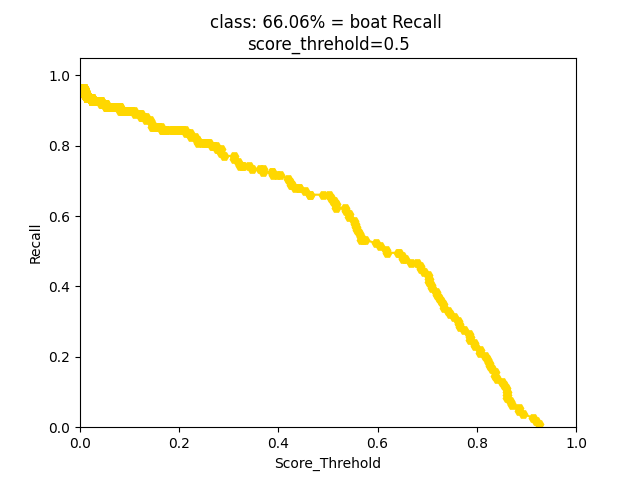 class: 66.06% = boat Recall
score_threhold=0.5
1.0
0.8
0.6
0.4
0.2
0.0
Recall
0.0 0.2 0.4 0.6 0.8 1.0
Score_Threhold